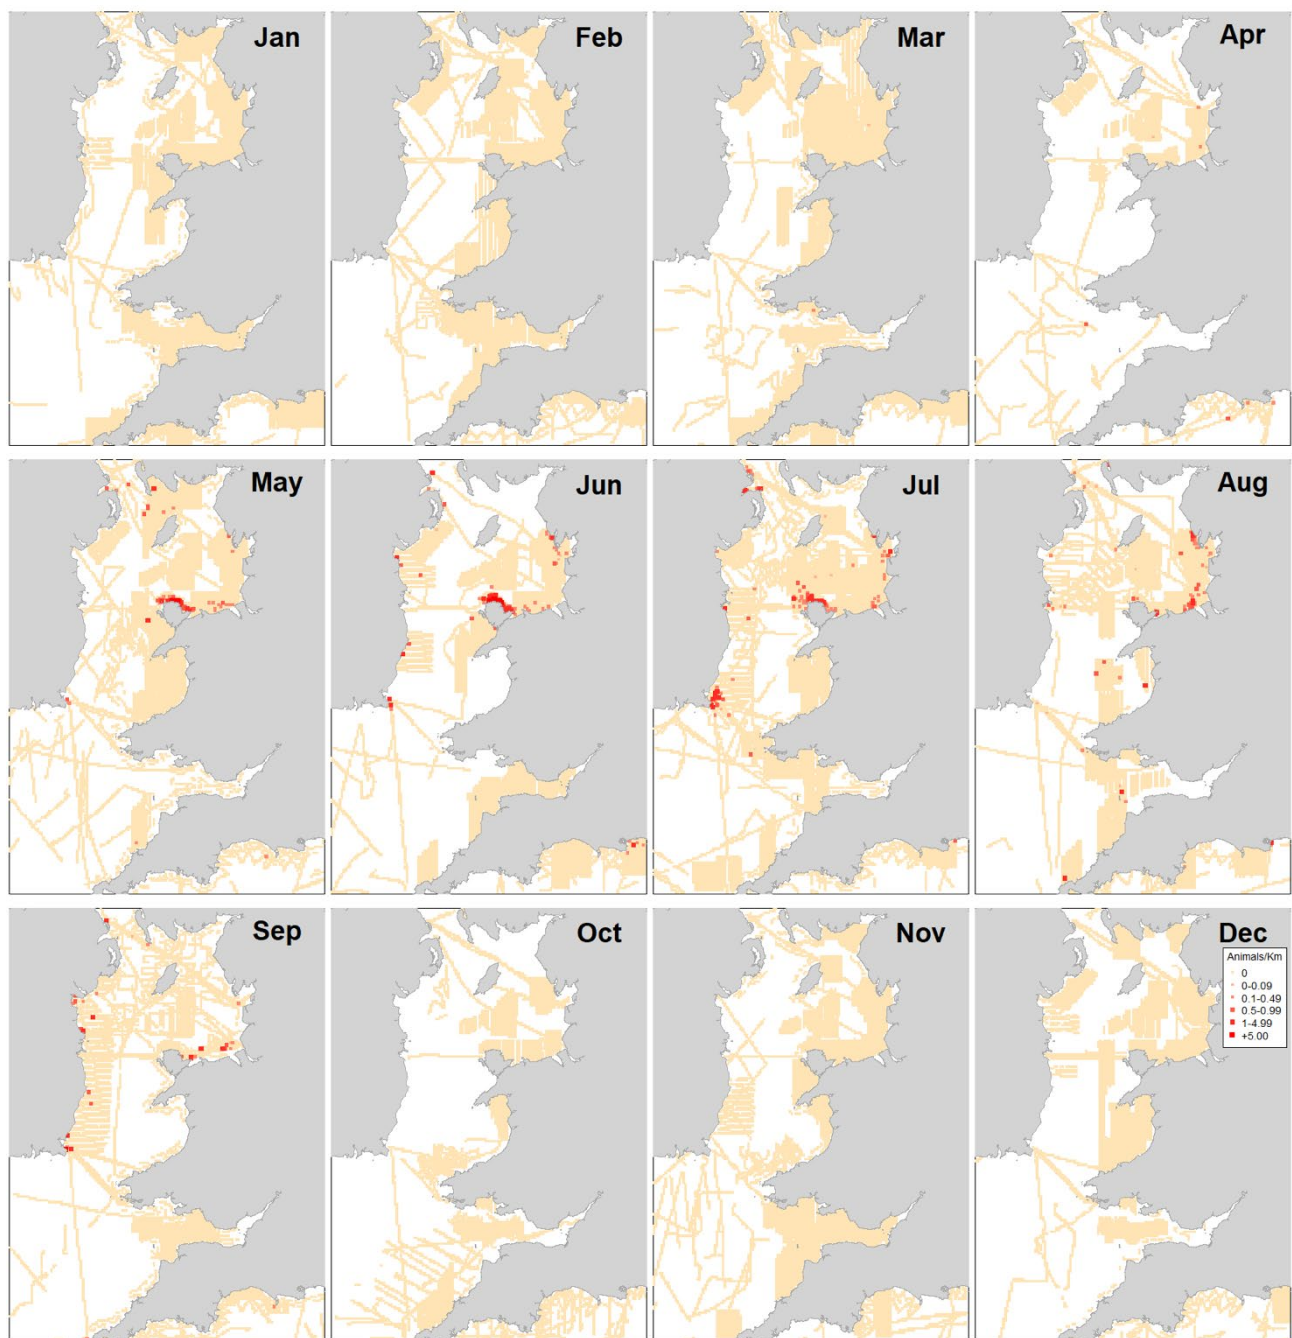 Jan
Feb
Mar
Apr
May
Jun
Jul
Aug
Sep
Oct
Nov
Dec
Animals/Km
0
0-0.09
0.1-0.49
0.5-0.99
1-4.99
+5.00